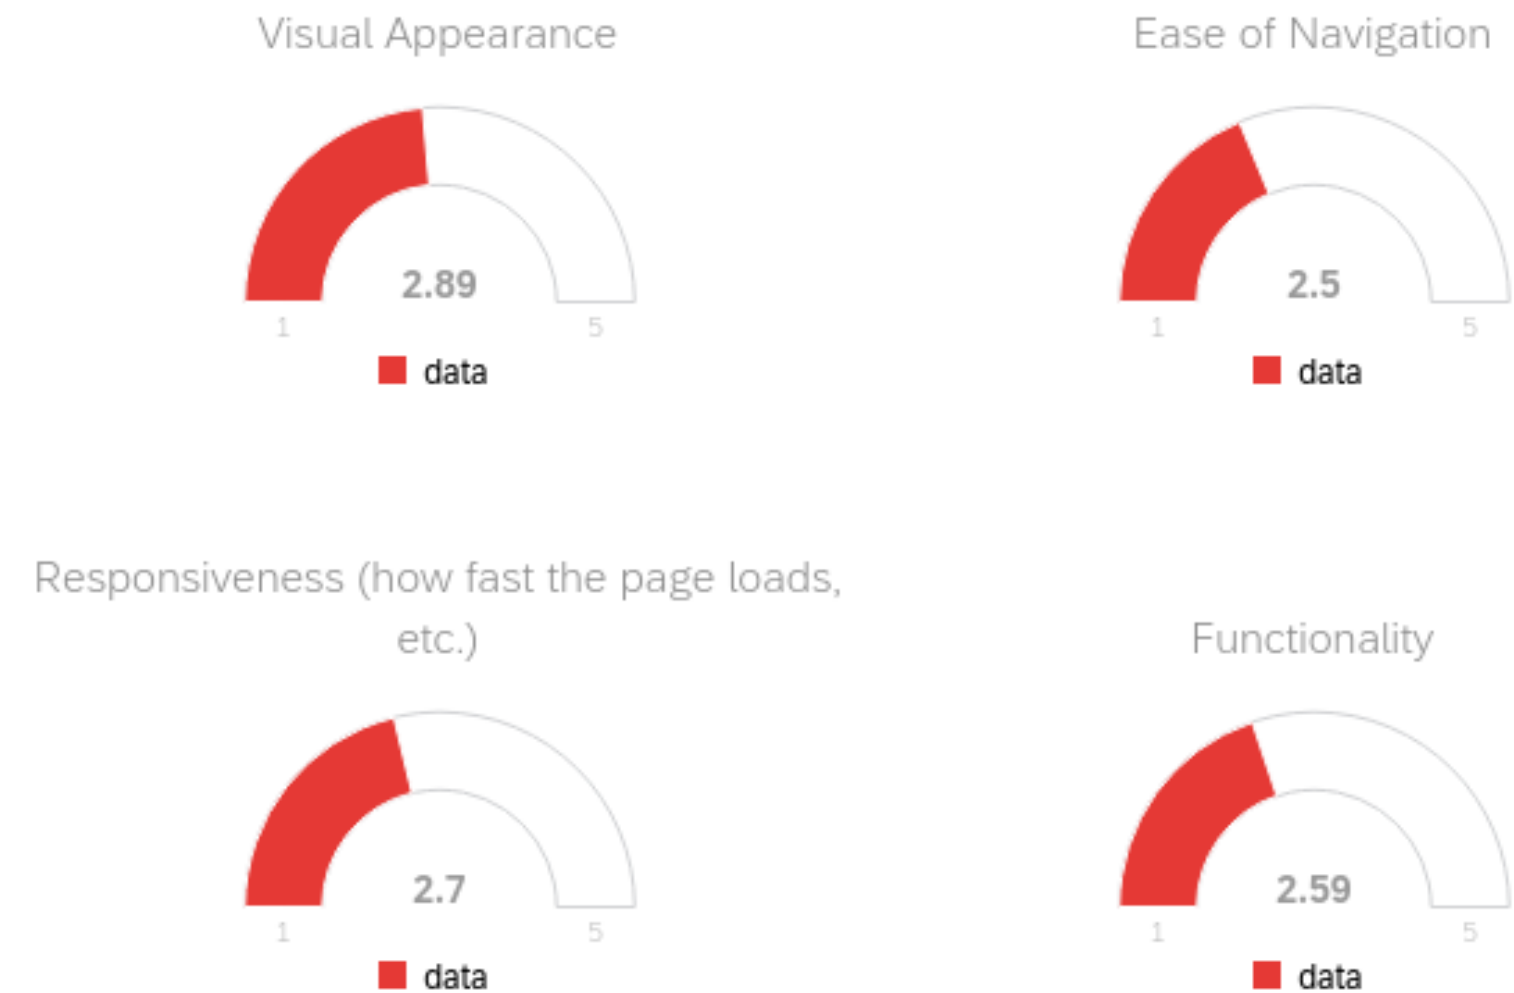 Visual Appearance
2.89
1 5
data
Ease of Navigation
2.5
1 5
data
Responsiveness (how fast the page loads,
etc.)
2.7
1 5
data
Functionality
2.59
1 5
data